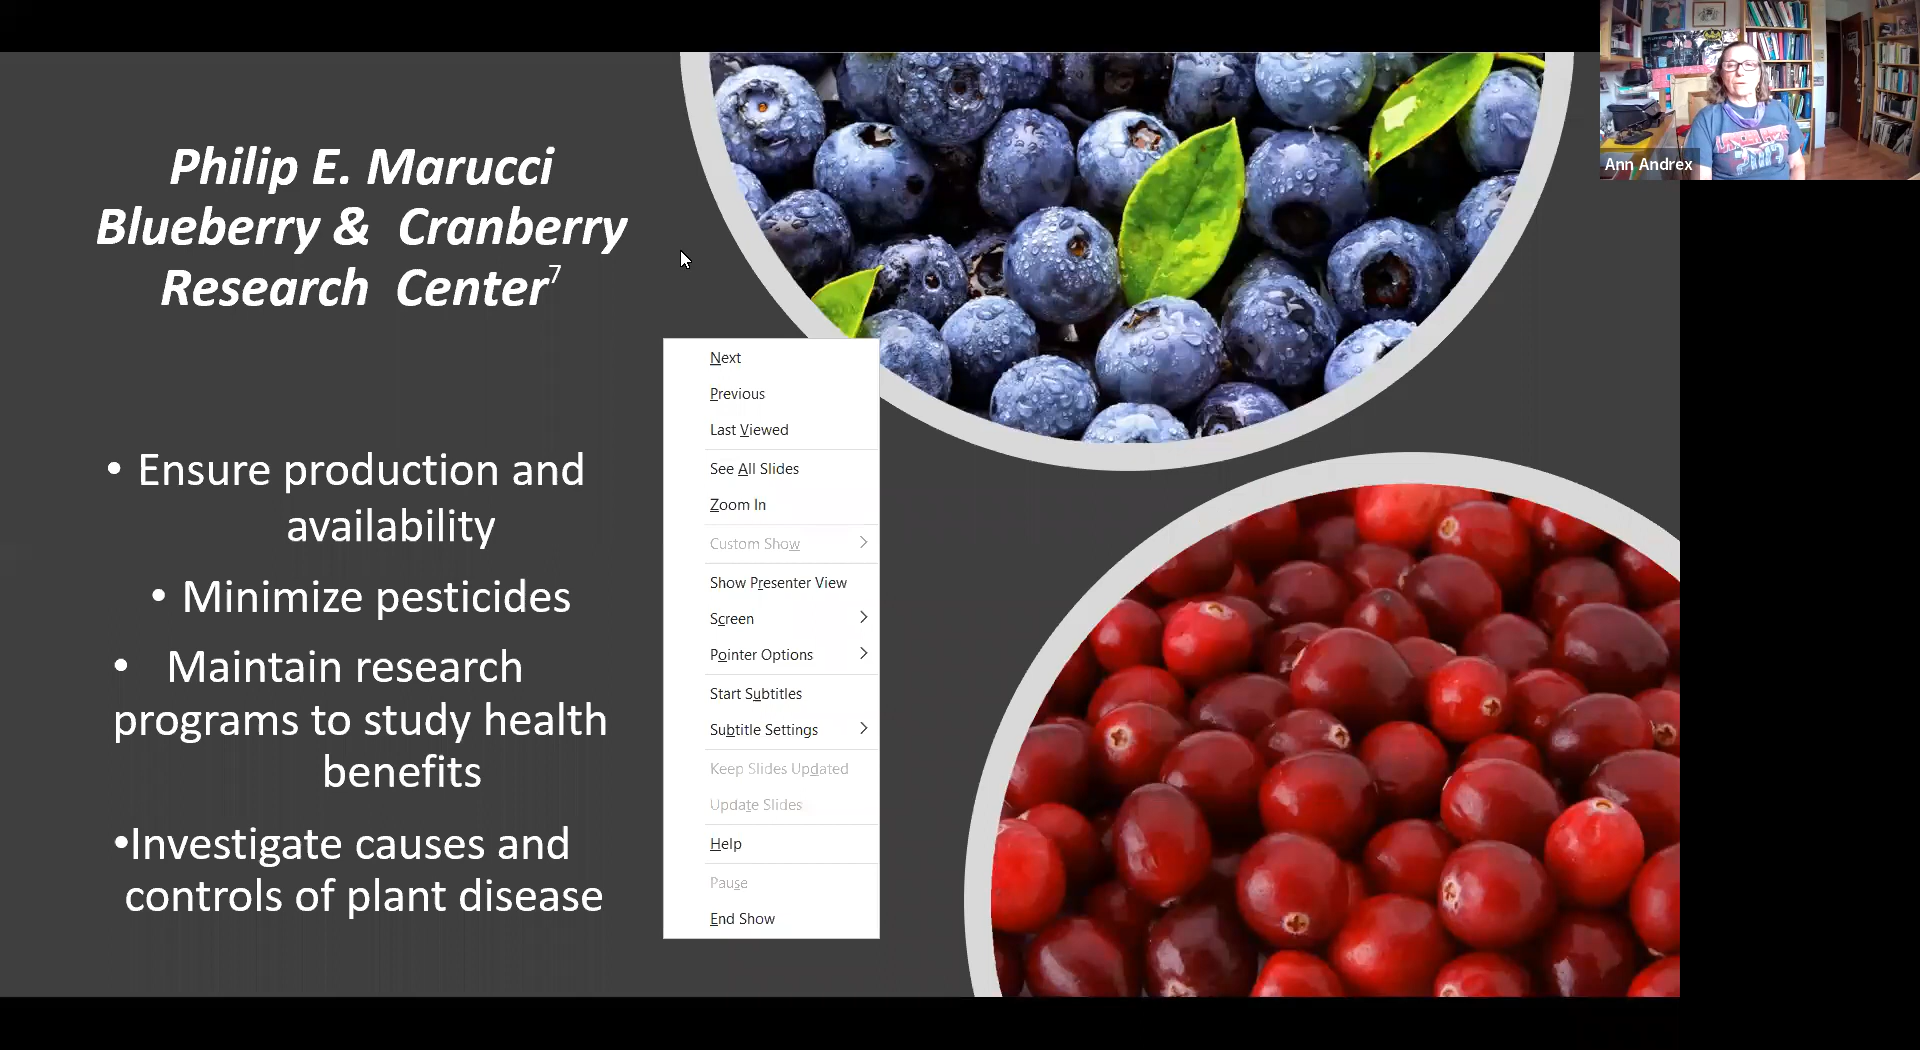 Philip E. Marucci
Blueberry & Cranberry
Research Center7
• Ensure production and
availability
• Minimize pesticides
• Maintain research
programs to study health
benefits
•Investigate causes and
controls of plant disease
Next
Previous
Last Viewed
See All Slides
Zoom In
Custom Show
Show Presenter View
Screen
Pointer Options
Start Subtitles
Subtitle Settings
Keep Slides Updated
Update Slides
Help
Pause
End Show
Ann Andrex